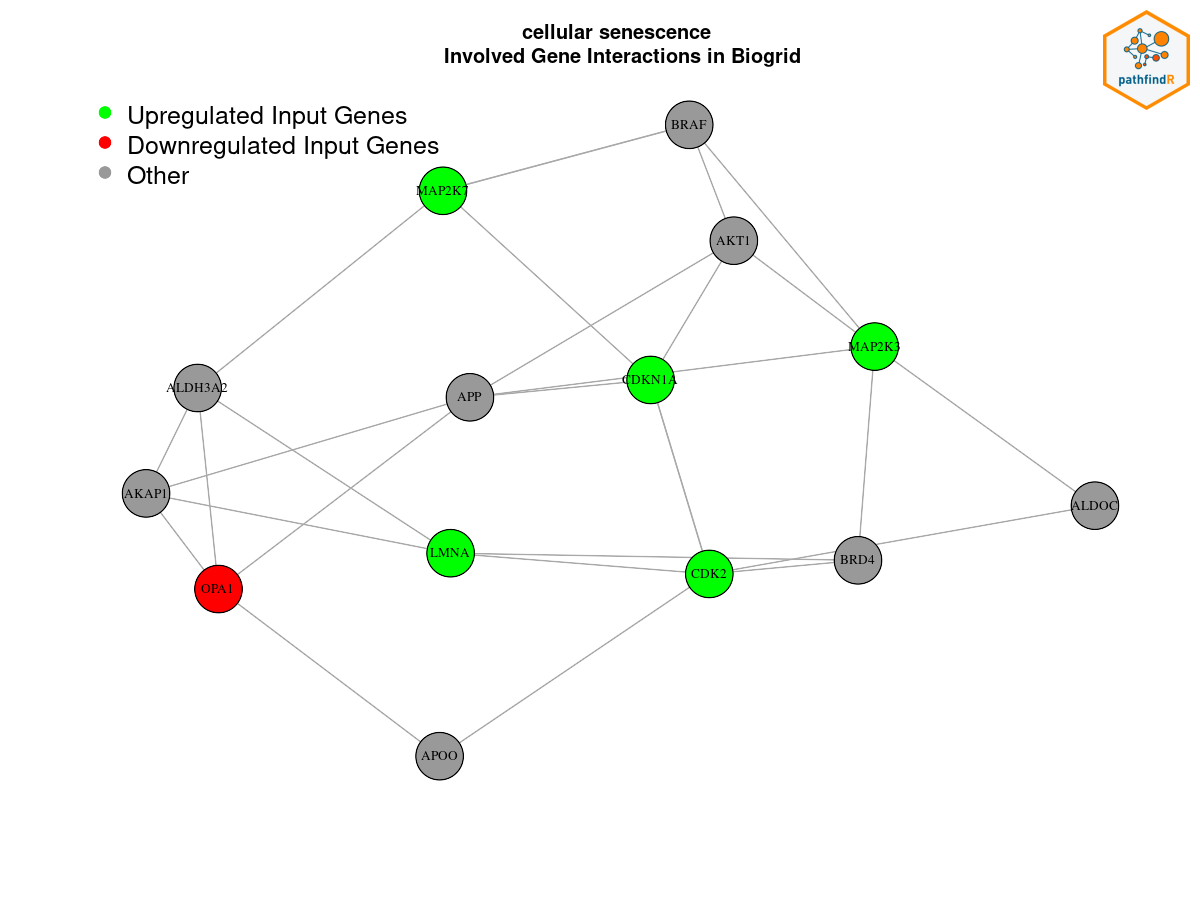 cellular senescence
Involved Gene Interactions in Biogrid
pathfindR
Upregulated Input Genes
Downregulated Input Genes
Other
BRAF
MAP2K7
AKT1
MAP2K3
CDKN1A
ALDH3A2
APP
AKAP1
ALDOC
LMNA
BRD4
CDK2
OPA1
APOO